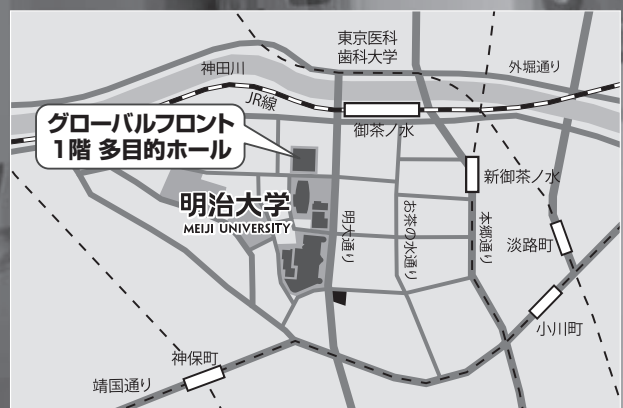 東京医科
歯科大学
外堀通り
神田川
JR線
グローバルフロント
1階 多目的ホール
御茶ノ水
新御茶ノ水
明治大学
MEIJI UNIVERSITY
明大通り
お茶の水通り
本郷通り
淡路町
小川町
神保町
靖国通り